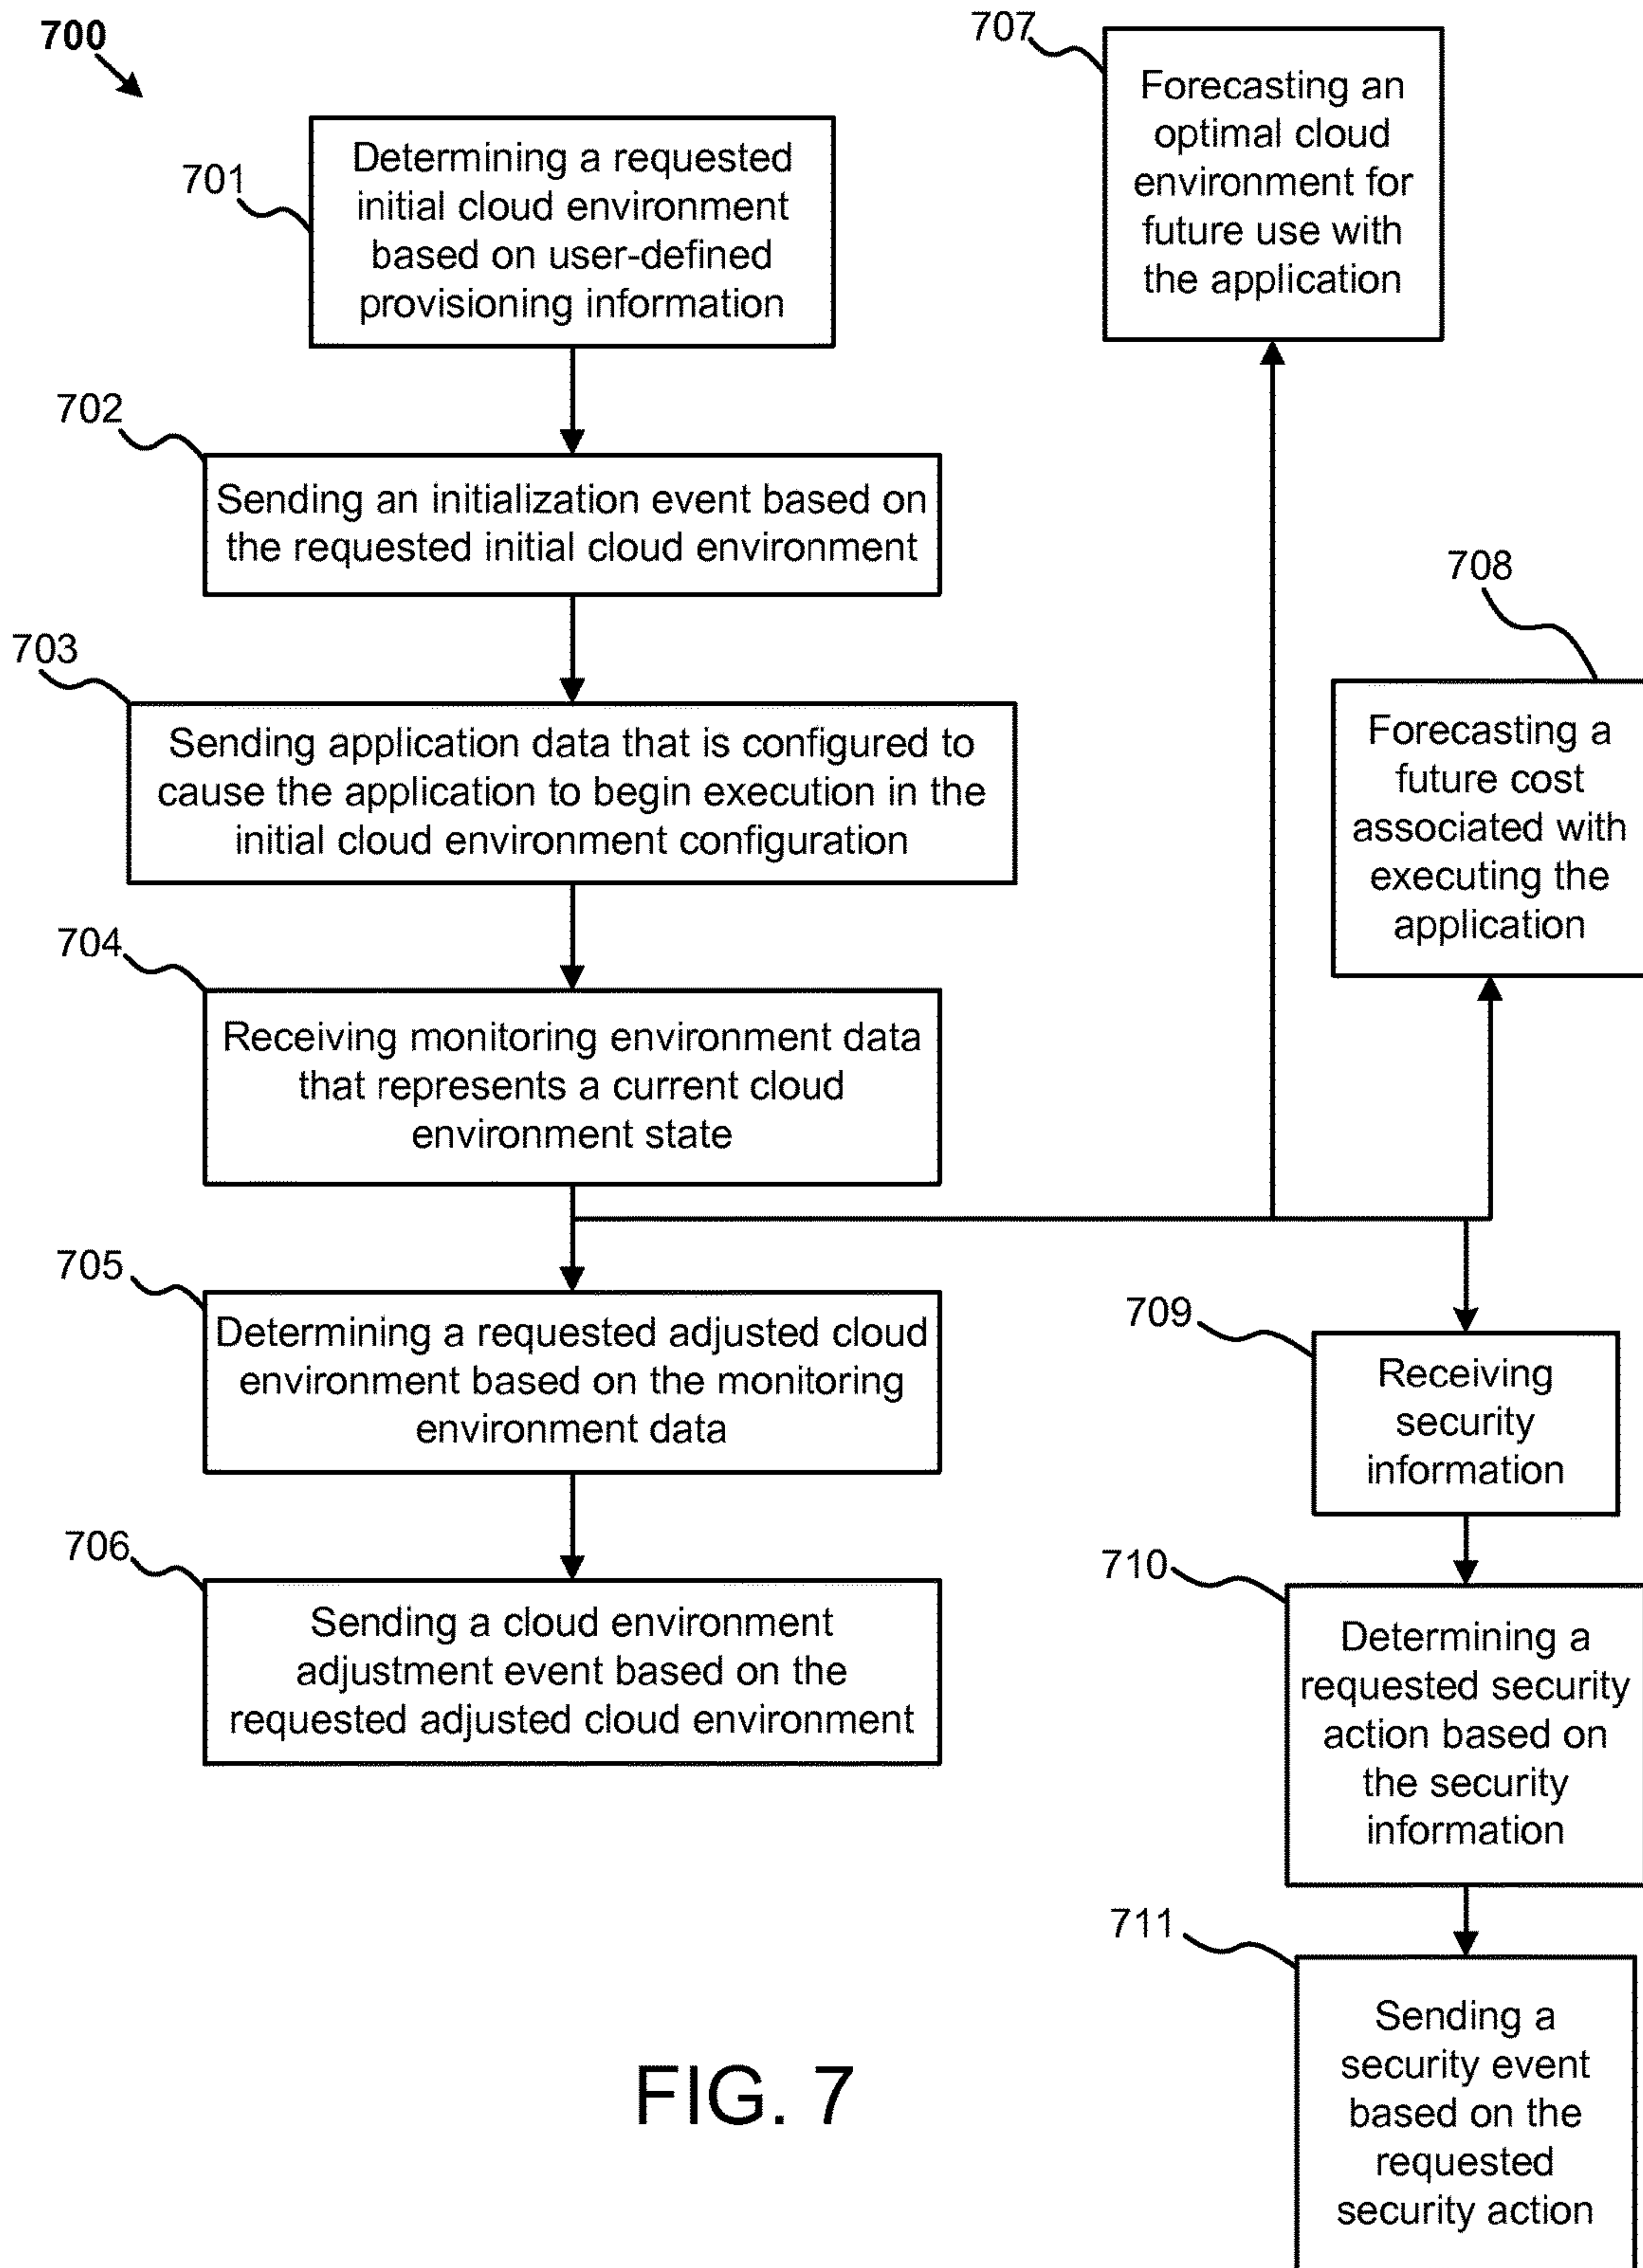 700
701
Determining a requested
initial cloud environment
based on user-defined
provisioning information
702
Sending an initialization event based on
the requested initial cloud environment
703
Sending application data that is configured to
cause the application to begin execution in the
initial cloud environment configuration
704
Receiving monitoring environment data
that represents a current cloud
environment state
705
Determining a requested adjusted cloud
environment based on the monitoring
environment data
706
Sending a cloud environment
adjustment event based on the
requested adjusted cloud environment
707
Forecasting an
optimal cloud
environment for
future use with
the application
708
Forecasting a
future cost
associated with
executing the
application
709
Receiving
security
information
710
Determining a
requested security
action based on
the security
information
711
Sending a
security event
based on the
requested
security action
FIG. 7